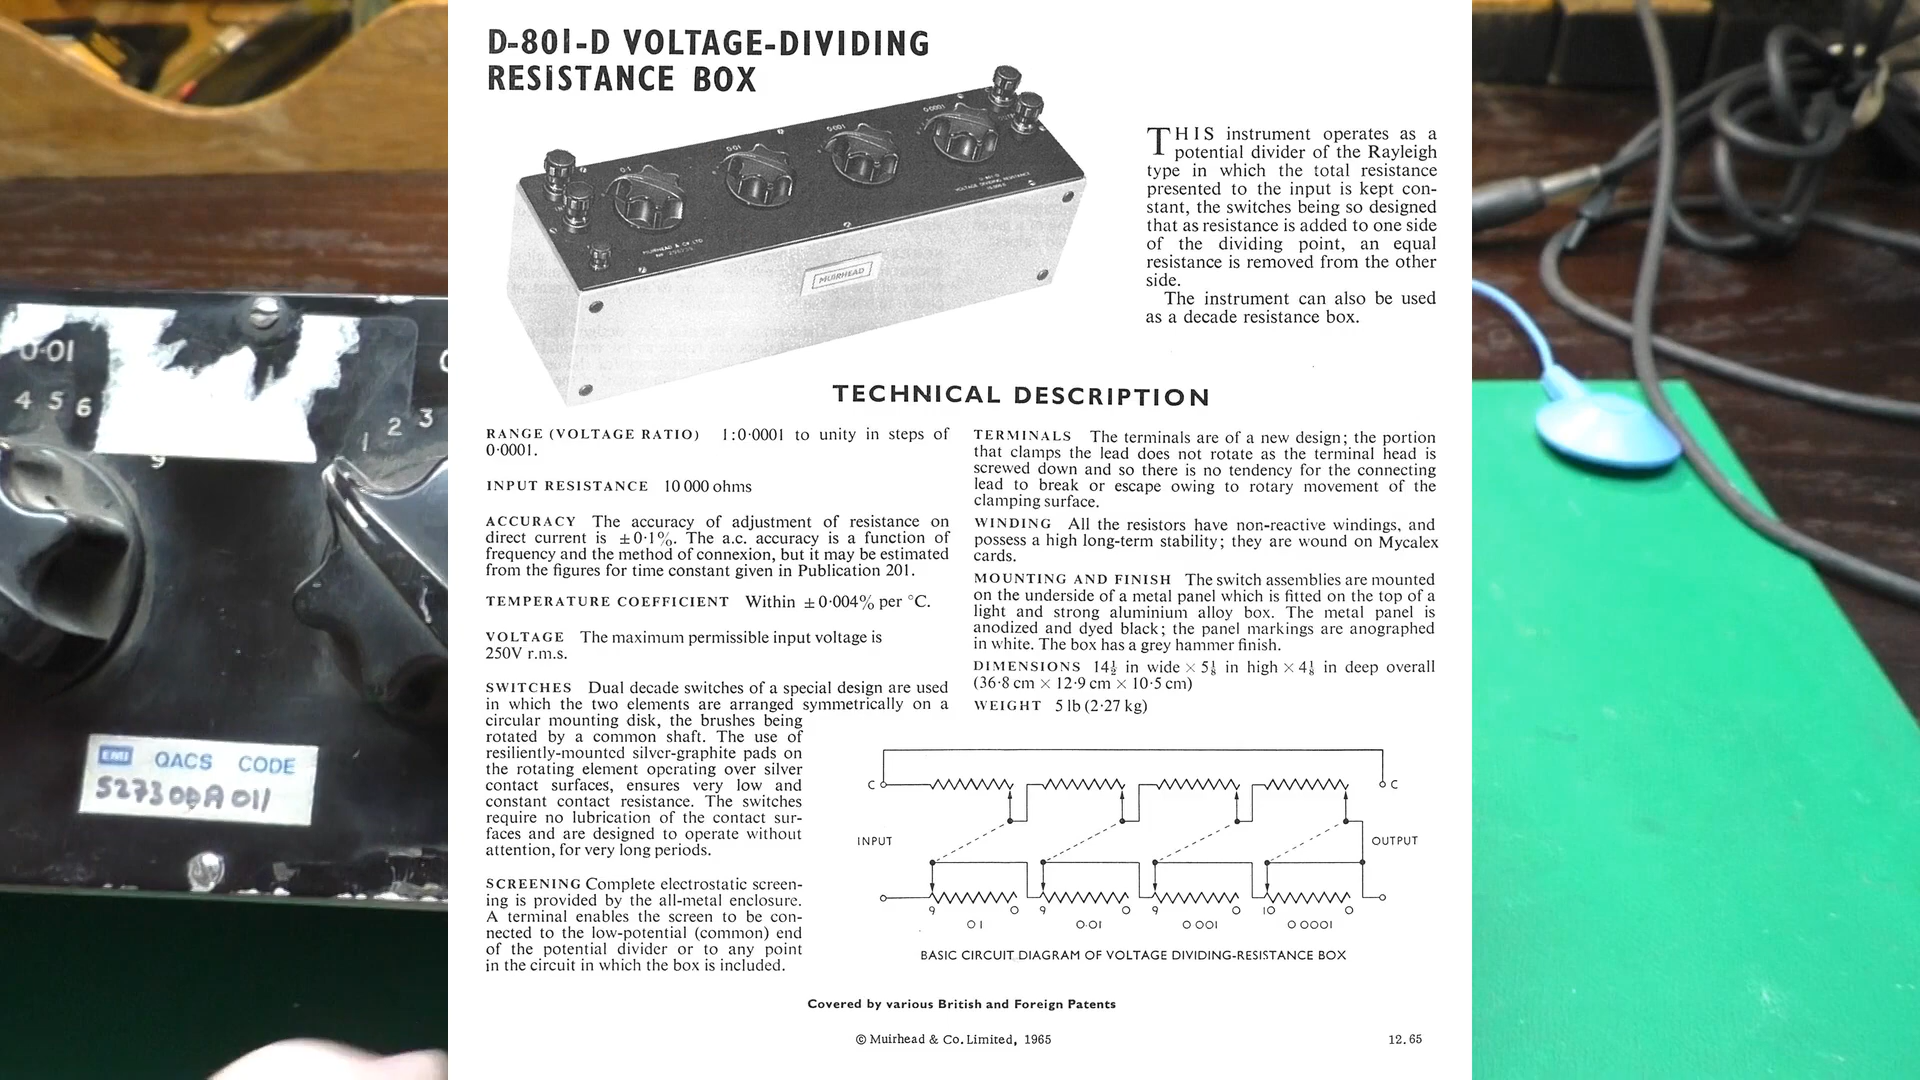 0·01
4 5 6
9
1 2 3
EMI QACS CODE
D-801-D VOLTAGE-DIVIDING
RESISTANCE BOX
0·1
0·01
0·001
0·0001
MUIRHEAD & CO. LTD
D-801-D
VOLTAGE DIVIDING RESISTANCE
MUIRHEAD
THIS instrument operates as a
potential divider of the Rayleigh
type in which the total resistance
presented to the input is kept con-
stant, the switches being so designed
that as resistance is added to one side
of the dividing point, an equal
resistance is removed from the other
side.
The instrument can also be used
as a decade resistance box.
TECHNICAL DESCRIPTION
RANGE (VOLTAGE RATIO) 1:0·0001 to unity in steps of
0·0001.
INPUT RESISTANCE 10 000 ohms
ACCURACY The accuracy of adjustment of resistance on
direct current is ±0·1%. The a.c. accuracy is a function of
frequency and the method of connexion, but it may be estimated
from the figures for time constant given in Publication 201.
TEMPERATURE COEFFICIENT Within ±0·004% per °C.
VOLTAGE The maximum permissible input voltage is
250V r.m.s.
SWITCHES Dual decade switches of a special design are used
in which the two elements are arranged symmetrically on a
circular mounting disk, the brushes being
rotated by a common shaft. The use of
resiliently-mounted silver-graphite pads on
the rotating element operating over silver
contact surfaces, ensures very low and
constant contact resistance. The switches
require no lubrication of the contact sur-
faces and are designed to operate without
attention, for very long periods.
SCREENING Complete electrostatic screen-
ing is provided by the all-metal enclosure.
A terminal enables the screen to be con-
nected to the low-potential (common) end
of the potential divider or to any point
in the circuit in which the box is included.
TERMINALS The terminals are of a new design; the portion
that clamps the lead does not rotate as the terminal head is
screwed down and so there is no tendency for the connecting
lead to break or escape owing to rotary movement of the
clamping surface.
WINDING All the resistors have non-reactive windings, and
possess a high long-term stability; they are wound on Mycalex
cards.
MOUNTING AND FINISH The switch assemblies are mounted
on the underside of a metal panel which is fitted on the top of a
light and strong aluminium alloy box. The metal panel is
anodized and dyed black; the panel markings are anographed
in white. The box has a grey hammer finish.
DIMENSIONS 14½ in wide × 5⅛ in high × 4⅛ in deep overall
(36·8 cm × 12·9 cm × 10·5 cm)
WEIGHT 5 lb (2·27 kg)
C C
INPUT OUTPUT
9 0 9 0 9 0 10 0
0·1 0·01 0·001 0·0001
BASIC CIRCUIT DIAGRAM OF VOLTAGE DIVIDING-RESISTANCE BOX
Covered by various British and Foreign Patents
© Muirhead & Co. Limited, 1965
12.65